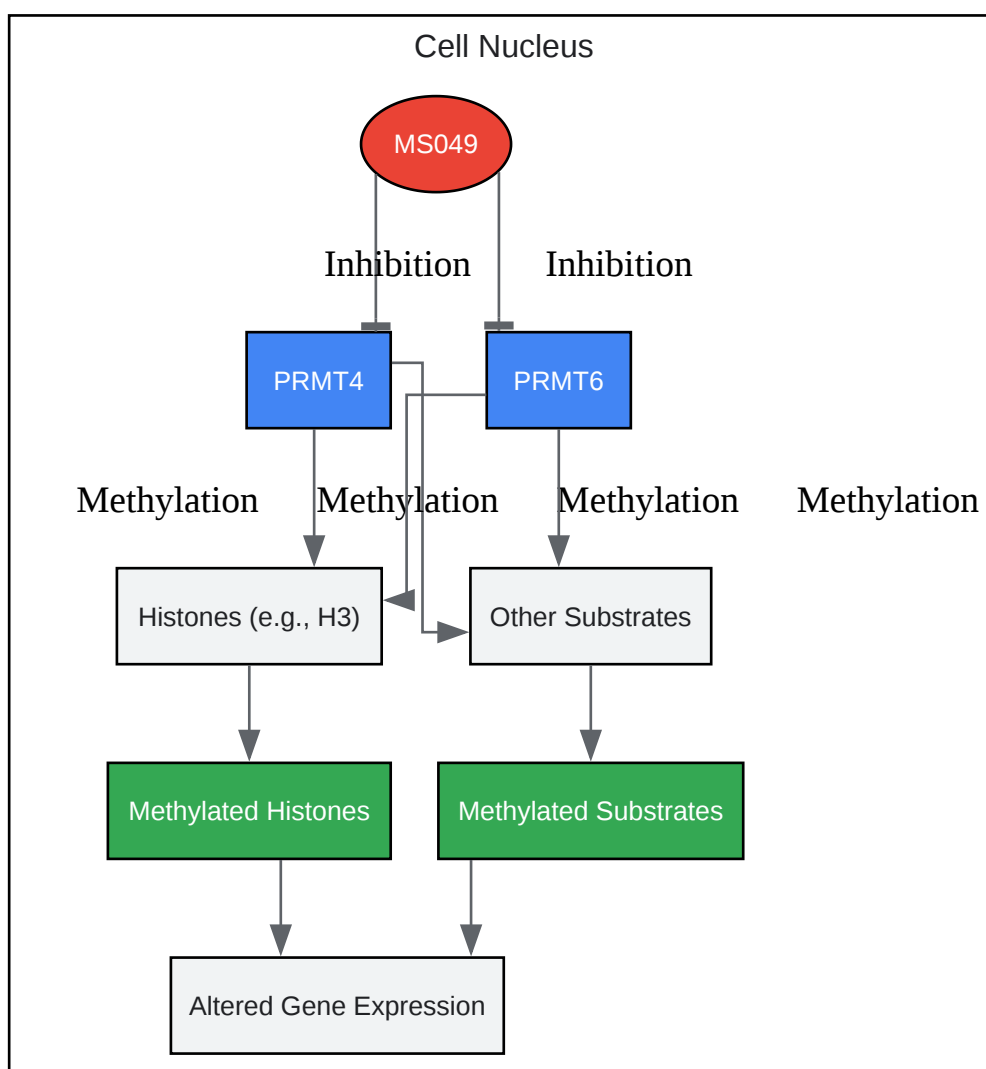 Cell Nucleus
MS049
Inhibition
Inhibition
PRMT4
PRMT6
Methylation
Methylation
Methylation
Methylation
Histones (e.g., H3)
Other Substrates
Methylated Histones
Methylated Substrates
Altered Gene Expression